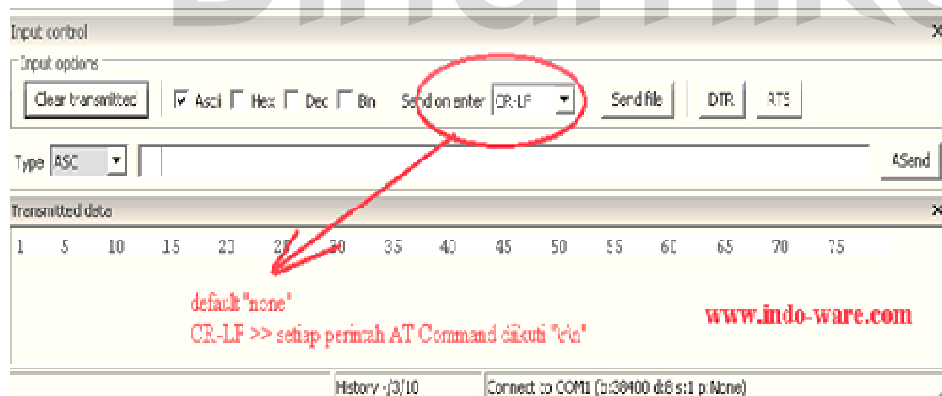 Dinamik
Input control
Input options
Clear transmitted Ascii Hex Dec Bin Send on enter CR-LF Send file DTR RTS
Type ASC ASend
Transmitted data
1 5 10 15 20 25 30 35 40 45 50 55 60 65 70 75
default "none"
CR-LF >> setiap perintah AT Command diikuti "\r\n"
www.indo-ware.com
History -/3/10 Connect to COM1 (b:38400 d:8 s:1 p:None)